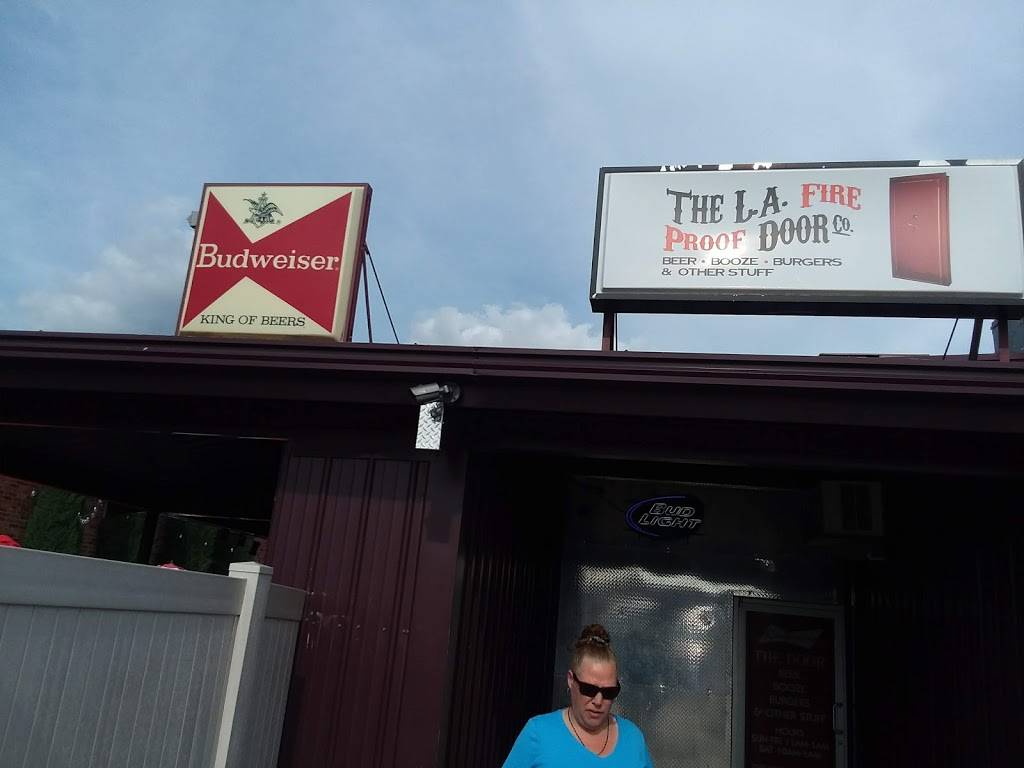 Budweiser
KING OF BEERS
THE L.A. FIRE
PROOF DOOR CO.
BEER • BOOZE • BURGERS
& OTHER STUFF
BUD
LIGHT
THE DOOR
BEER
BOOZE
BURGERS
& OTHER STUFF
HOURS